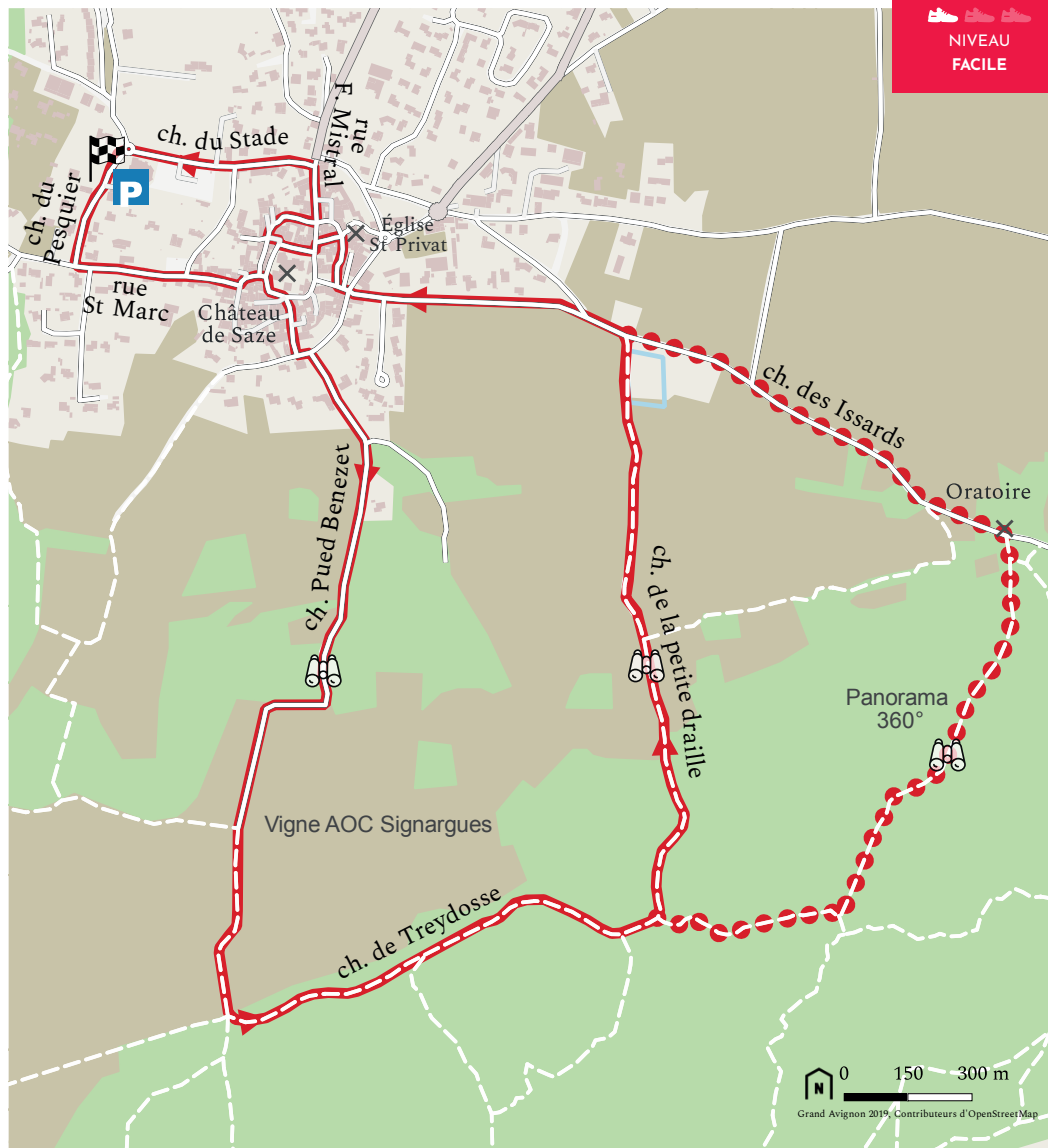 NIVEAU
FACILE
ch. du Stade
rue
F. Mistral
P
ch. du
Pesquier
Église
St Privat
rue
St Marc
Château
de Saze
ch. des Issards
Oratoire
ch. Pued Benezet
ch. de la petite draille
Panorama
360°
Vigne AOC Signargues
ch. de Treydosse
N
0 150 300 m
Grand Avignon 2019, Contributeurs d'OpenStreetMap